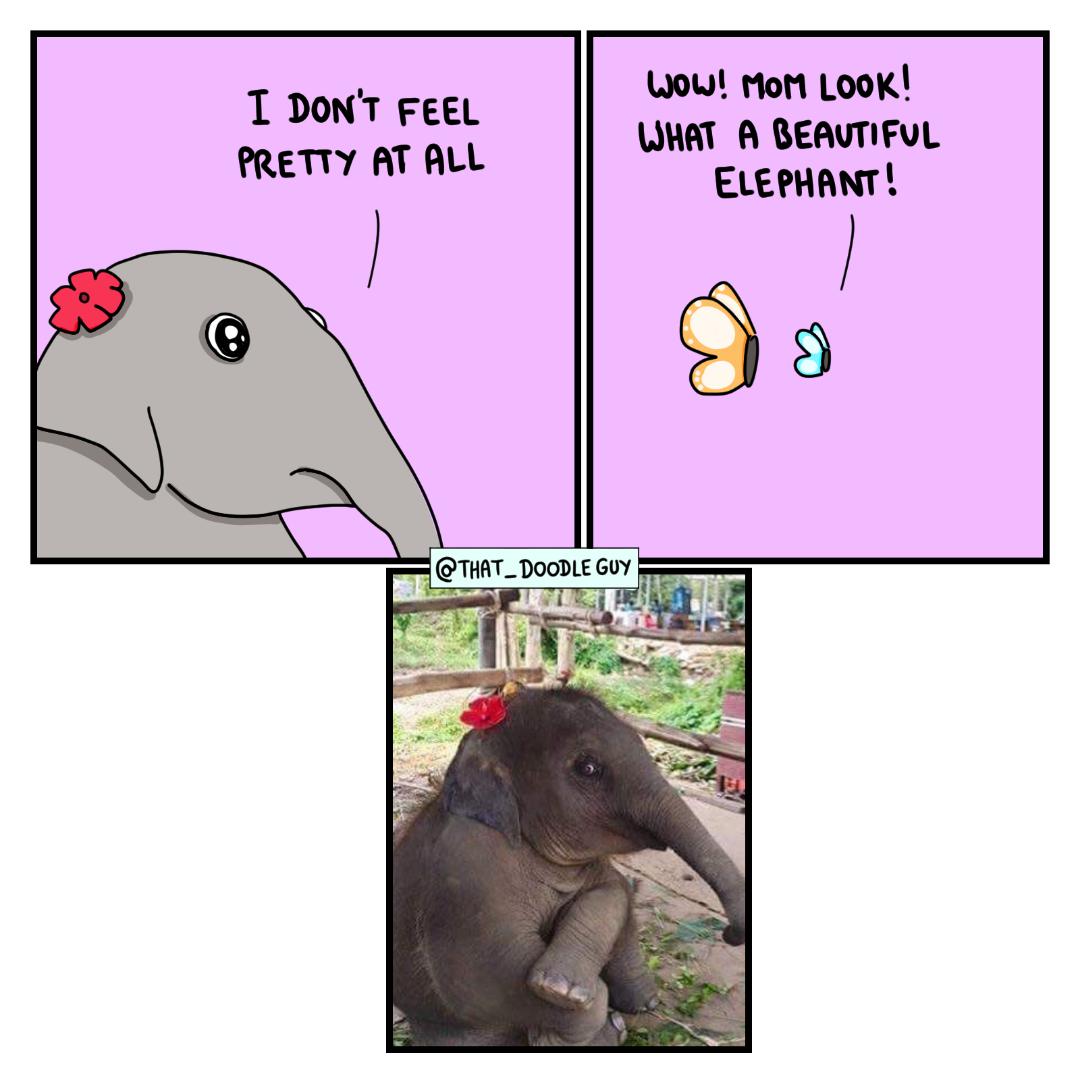 I DON'T FEEL
PRETTY AT ALL
WOW! MOM LOOK!
WHAT A BEAUTIFUL
ELEPHANT!
@THAT_DOODLE GUY